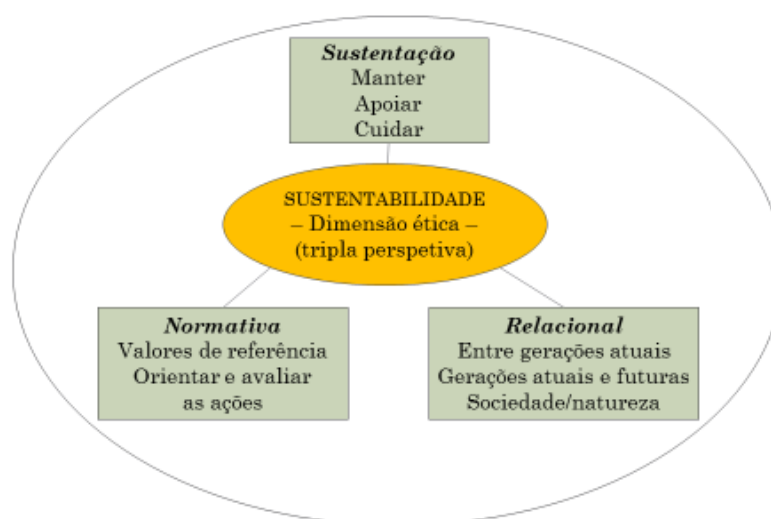 Sustentação
Manter
Apoiar
Cuidar
SUSTENTABILIDADE
– Dimensão ética –
(tripla perspetiva)
Normativa
Valores de referência
Orientar e avaliar
as ações
Relacional
Entre gerações atuais
Gerações atuais e futuras
Sociedade/natureza